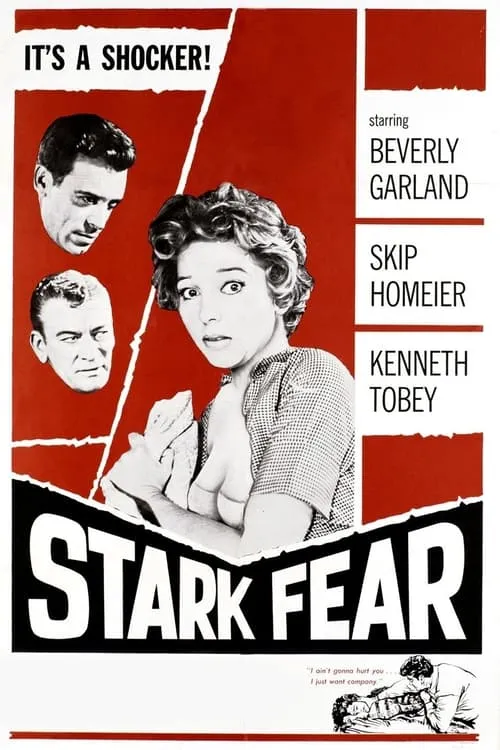 IT'S A SHOCKER!
starring
BEVERLY
GARLAND
SKIP
HOMEIER
KENNETH
TOBEY
STARK FEAR
"I ain't gonna hurt you...
I just want company."